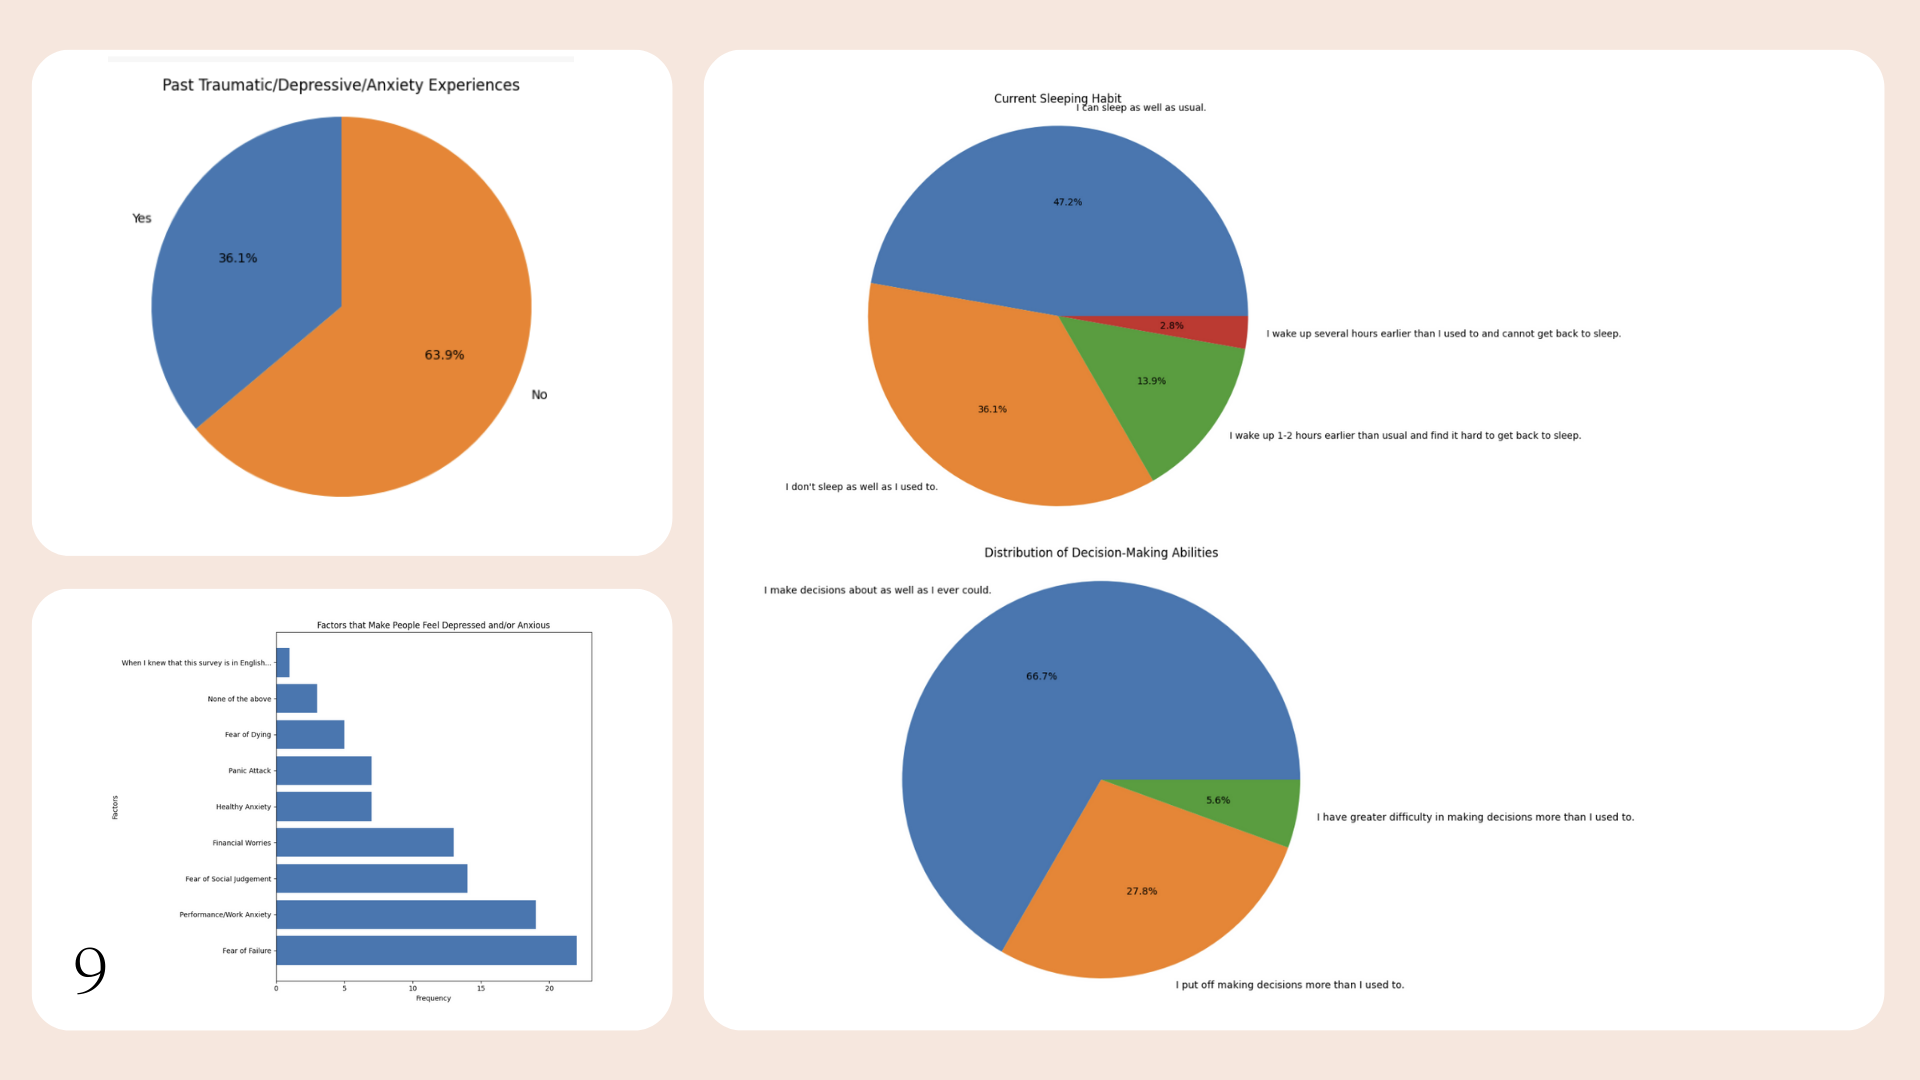 Past Traumatic/Depressive/Anxiety Experiences
Yes
36.1%
63.9%
No
Factors that Make People Feel Depressed and/or Anxious
When I knew that this survey is in English...
None of the above
Fear of Dying
Panic Attack
Healthy Anxiety
Financial Worries
Fear of Social Judgement
Performance/Work Anxiety
Fear of Failure
Factors
0 5 10 15 20
Frequency
9
Current Sleeping Habit
I can sleep as well as usual.
47.2%
2.8%
I wake up several hours earlier than I used to and cannot get back to sleep.
13.9%
36.1%
I wake up 1-2 hours earlier than usual and find it hard to get back to sleep.
I don't sleep as well as I used to.
Distribution of Decision-Making Abilities
I make decisions about as well as I ever could.
66.7%
5.6%
I have greater difficulty in making decisions more than I used to.
27.8%
I put off making decisions more than I used to.